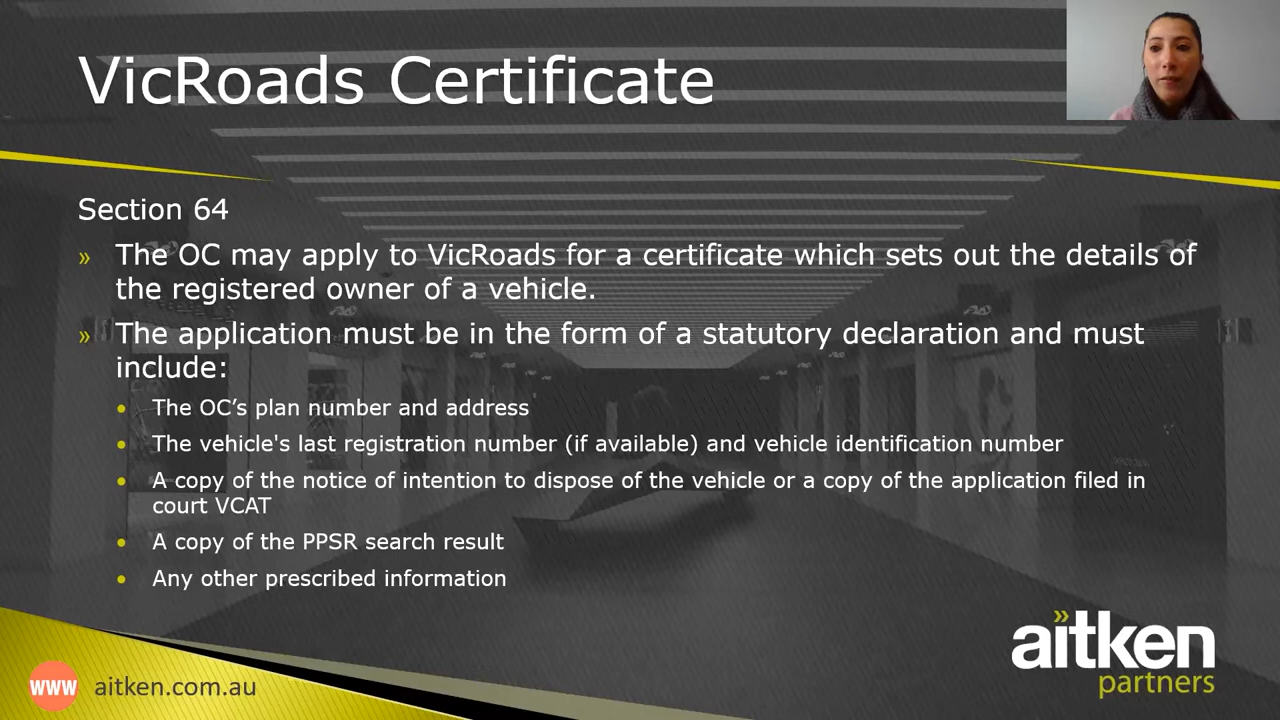 VicRoads Certificate
Section 64
» The OC may apply to VicRoads for a certificate which sets out the details of
the registered owner of a vehicle.
» The application must be in the form of a statutory declaration and must
include:
• The OC’s plan number and address
• The vehicle's last registration number (if available) and vehicle identification number
• A copy of the notice of intention to dispose of the vehicle or a copy of the application filed in
court VCAT
• A copy of the PPSR search result
• Any other prescribed information
aitken
partners
www aitken.com.au